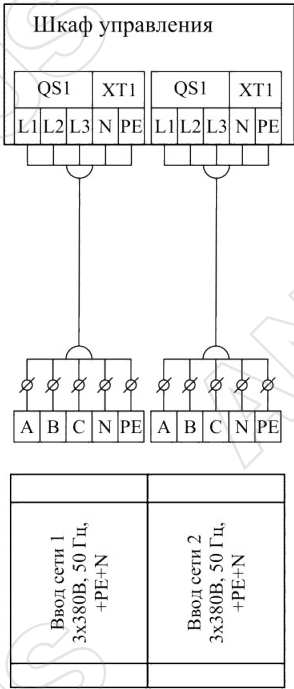 Шкаф управления
QS1 XT1 QS1 XT1
L1 L2 L3 N PE L1 L2 L3 N PE
A B C N PE A B C N PE
Ввод сети 1
3х380В, 50 Гц,
+PE+N
Ввод сети 2
3х380В, 50 Гц,
+PE+N